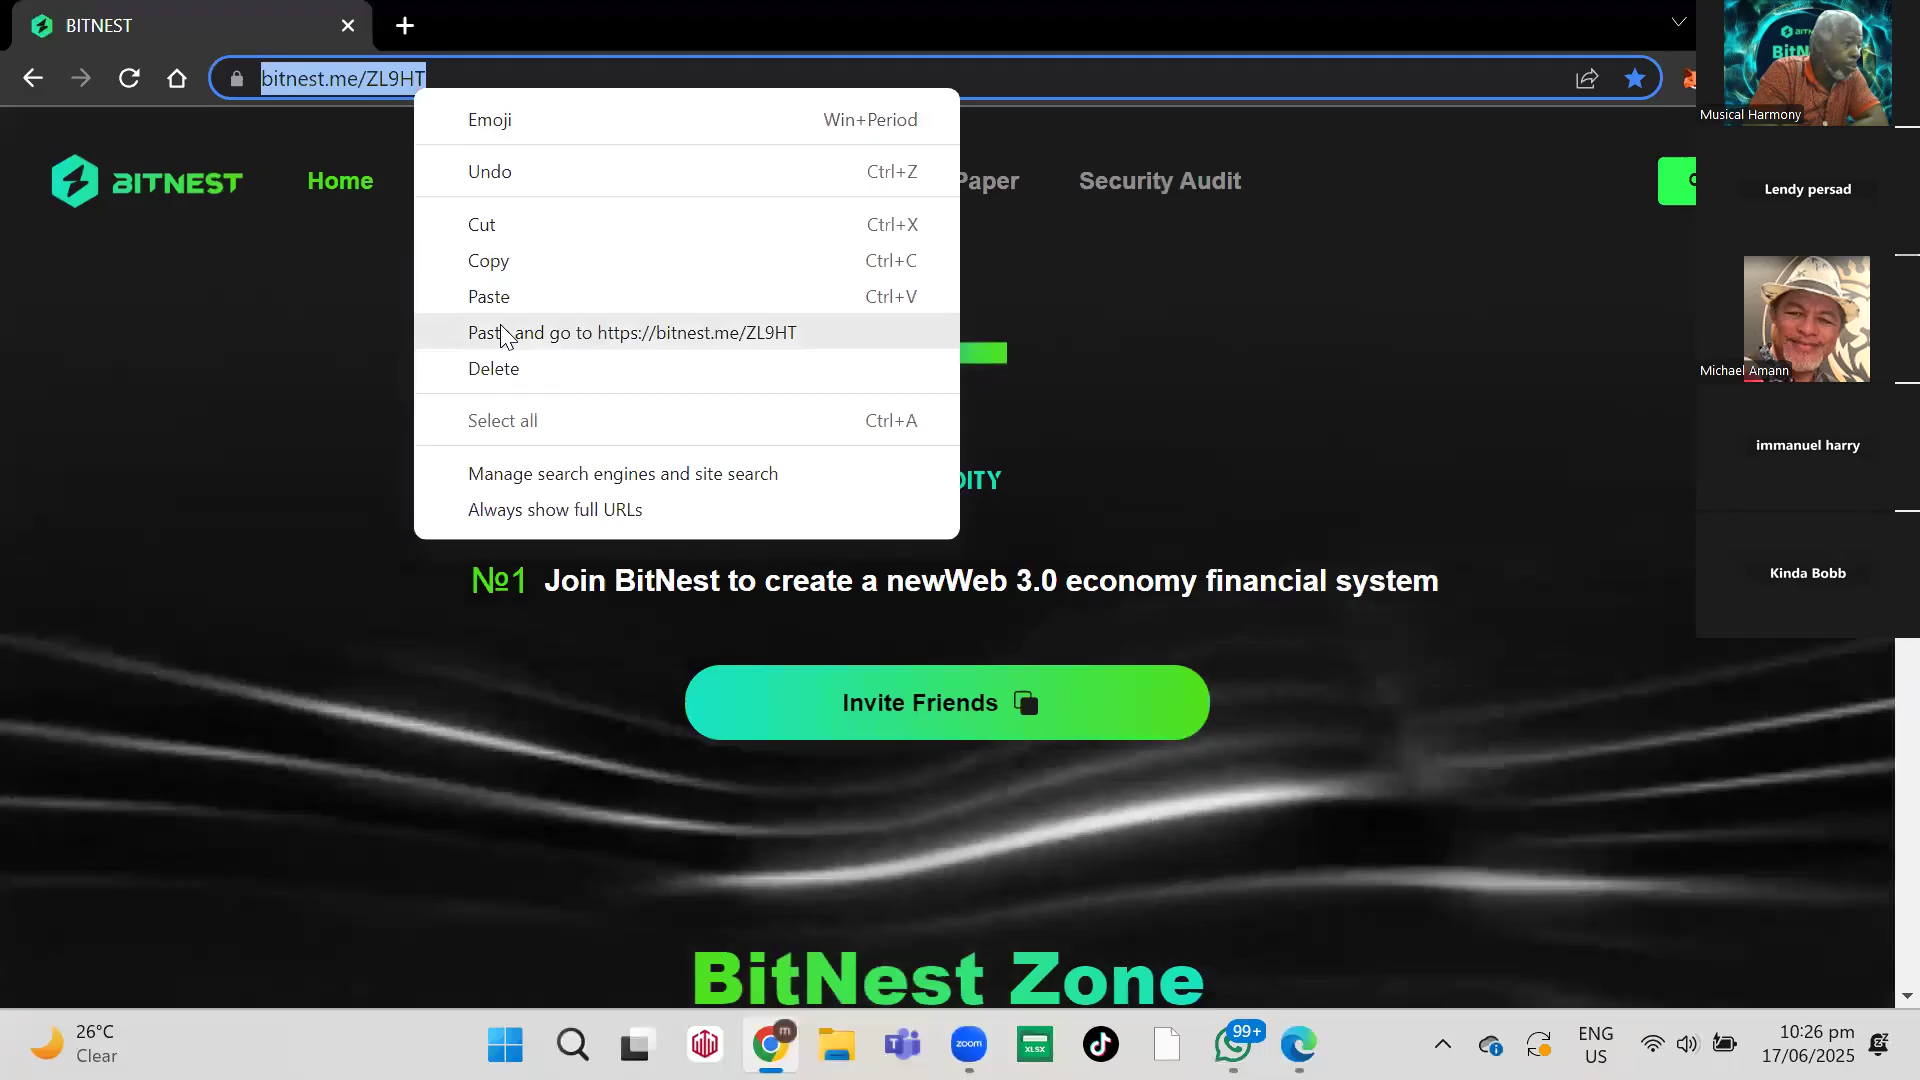 BITNEST
bitnest.me/ZL9HT
Musical Harmony
Emoji Win+Period
Undo Ctrl+Z
BITNEST Home Paper Security Audit
Lendy persad
Cut Ctrl+X
Copy Ctrl+C
Paste Ctrl+V
Paste and go to https://bitnest.me/ZL9HT
Delete
Michael Amann
Select all Ctrl+A
immanuel harry
Manage search engines and site search
DITY
Always show full URLs
Kinda Bobb
№1 Join BitNest to create a newWeb 3.0 economy financial system
Invite Friends
BitNest Zone
26°C
Clear
zoom
XLSX
99+
ENG
US
10:26 pm
17/06/2025